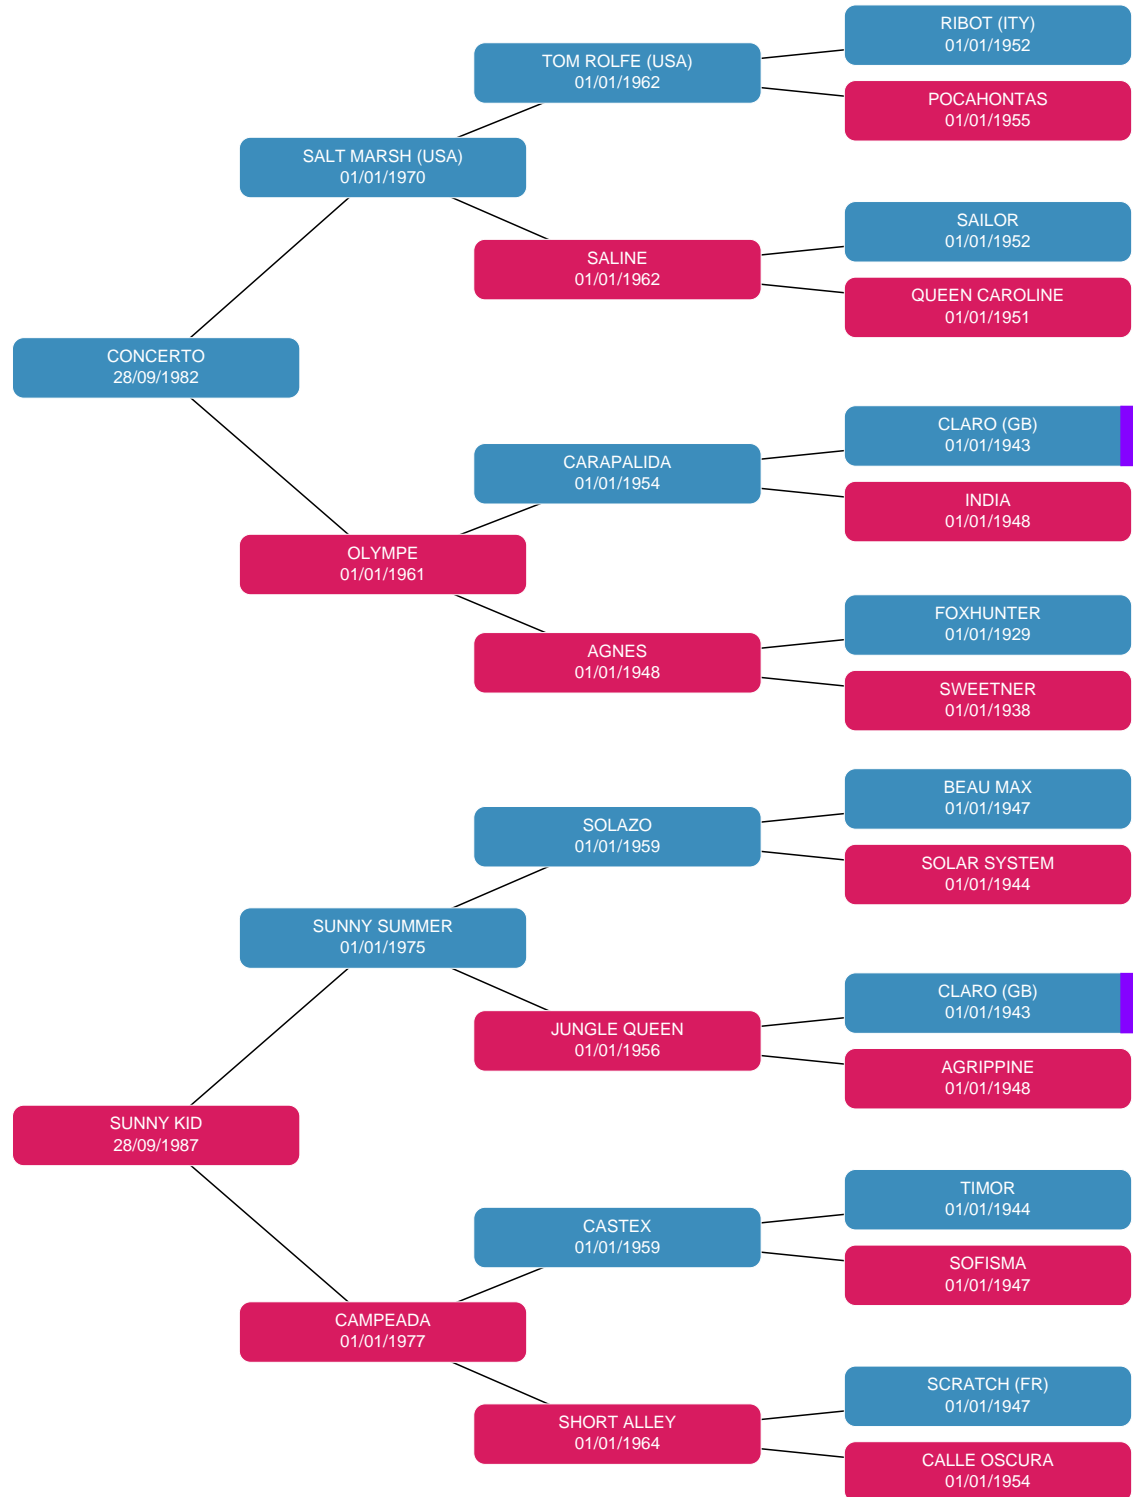 RIBOT (ITY)
01/01/1952
TOM ROLFE (USA)
01/01/1962
POCAHONTAS
01/01/1955
SALT MARSH (USA)
01/01/1970
SAILOR
01/01/1952
SALINE
01/01/1962
QUEEN CAROLINE
01/01/1951
CONCERTO
28/09/1982
CLARO (GB)
01/01/1943
CARAPALIDA
01/01/1954
INDIA
01/01/1948
OLYMPE
01/01/1961
FOXHUNTER
01/01/1929
AGNES
01/01/1948
SWEETNER
01/01/1938
BEAU MAX
01/01/1947
SOLAZO
01/01/1959
SOLAR SYSTEM
01/01/1944
SUNNY SUMMER
01/01/1975
CLARO (GB)
01/01/1943
JUNGLE QUEEN
01/01/1956
AGRIPPINE
01/01/1948
SUNNY KID
28/09/1987
TIMOR
01/01/1944
CASTEX
01/01/1959
SOFISMA
01/01/1947
CAMPEADA
01/01/1977
SCRATCH (FR)
01/01/1947
SHORT ALLEY
01/01/1964
CALLE OSCURA
01/01/1954